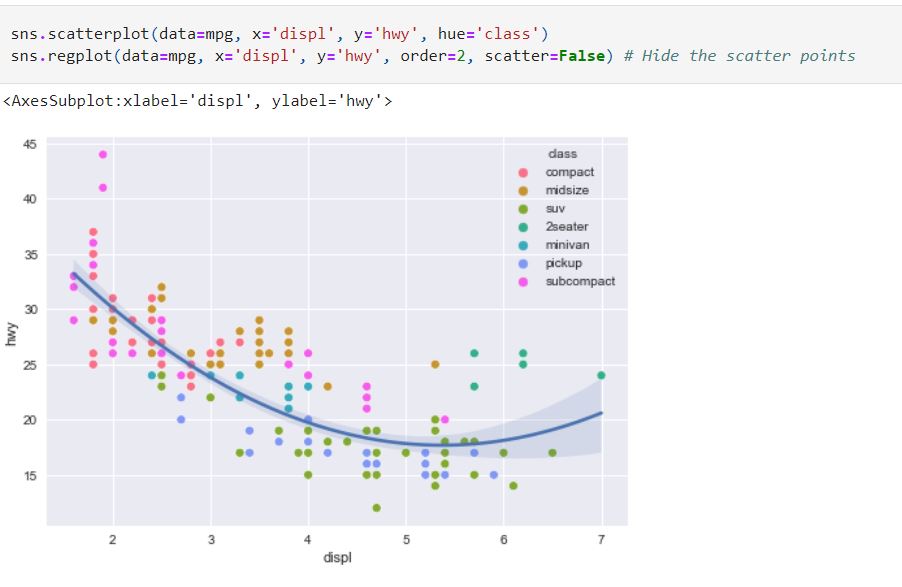 sns.scatterplot(data=mpg, x='displ', y='hwy', hue='class')
sns.regplot(data=mpg, x='displ', y='hwy', order=2, scatter=False) # Hide the scatter points
<AxesSubplot:xlabel='displ', ylabel='hwy'>
45
40
35
30
25
20
15
hwy
class
compact
midsize
suv
2seater
minivan
pickup
subcompact
2 3 4 5 6 7
displ